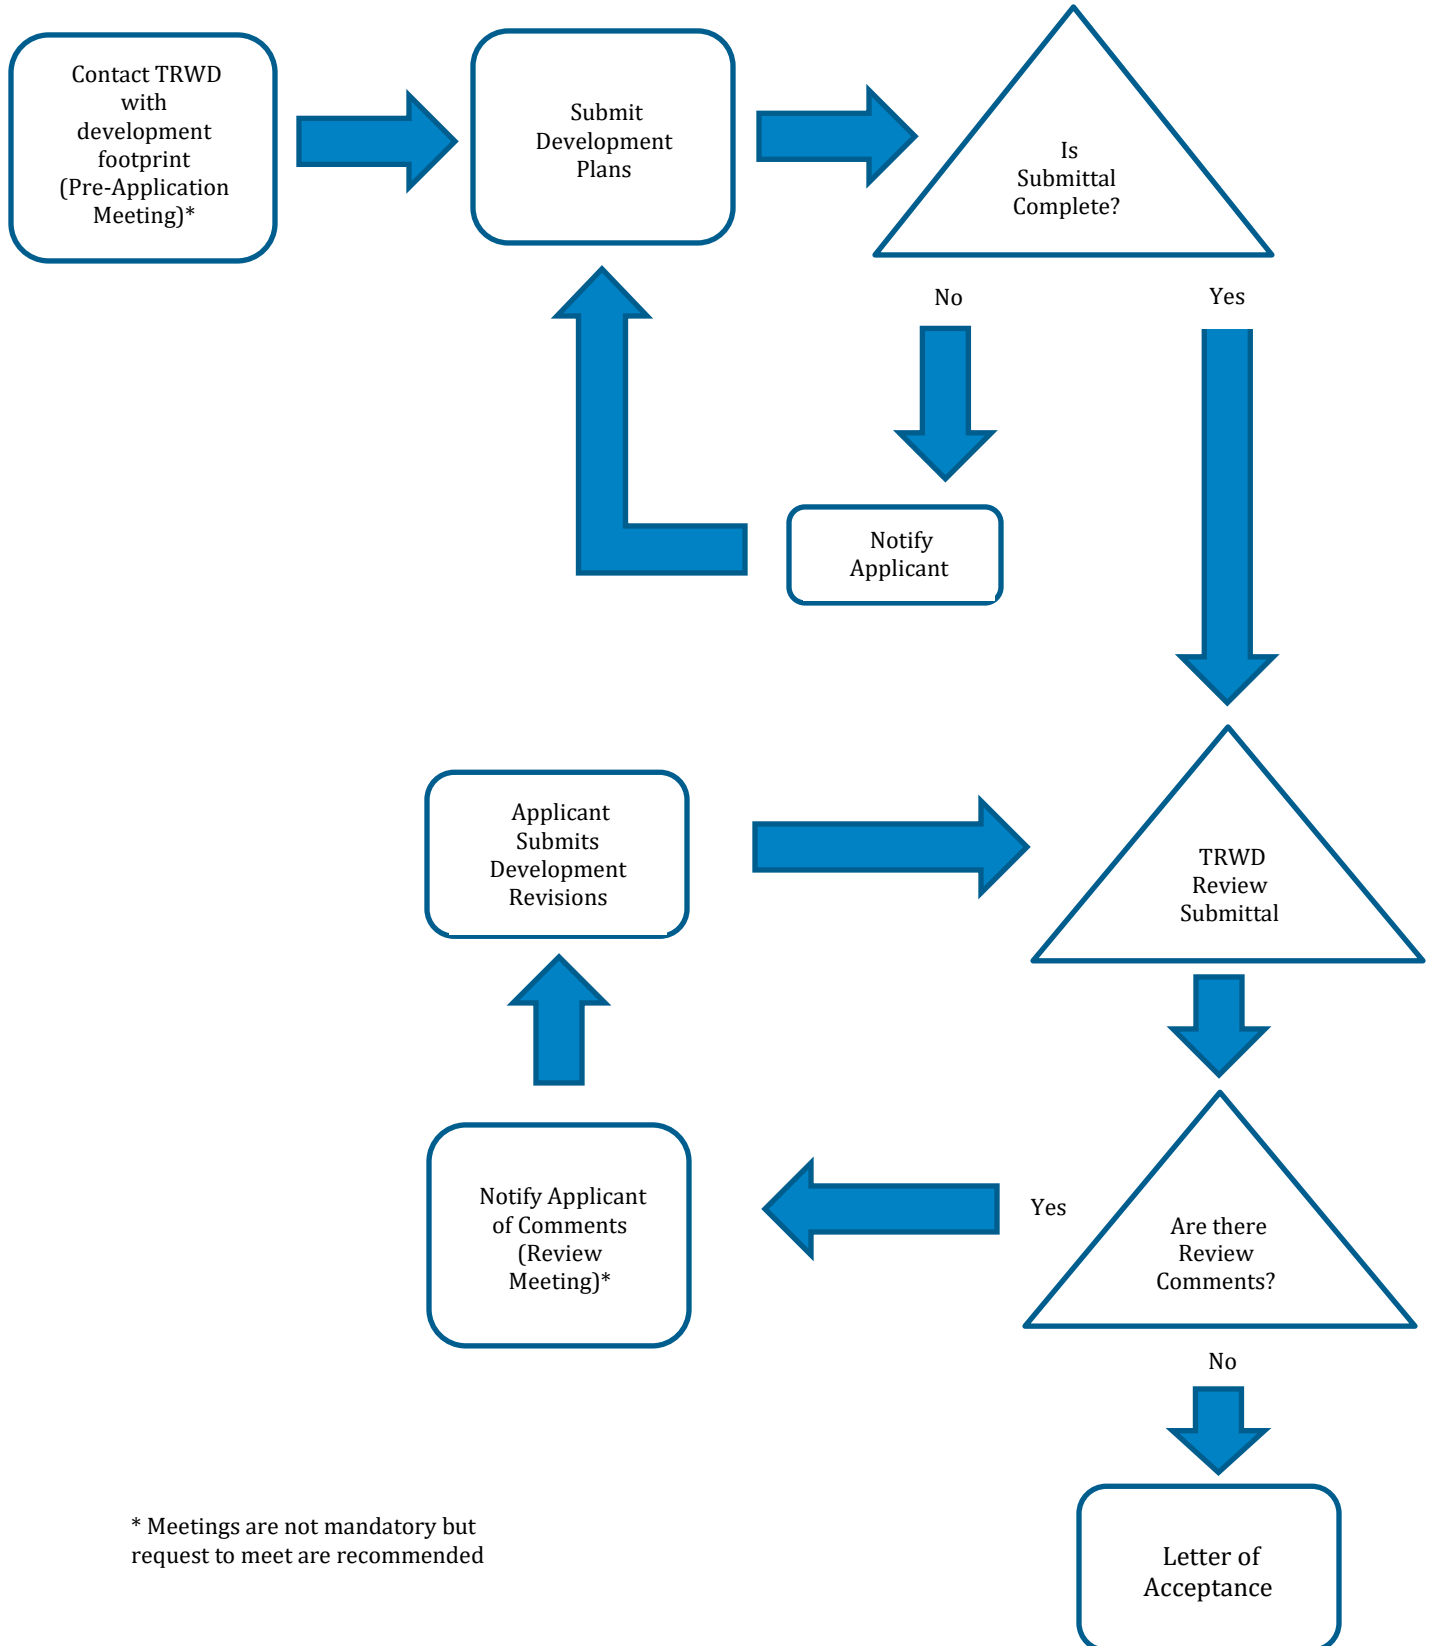 Contact TRWD
with
development
footprint
(Pre-Application
Meeting)*
Submit
Development
Plans
Is
Submittal
Complete?
No
Yes
Notify
Applicant
Applicant
Submits
Development
Revisions
TRWD
Review
Submittal
Notify Applicant
of Comments
(Review
Meeting)*
Yes
Are there
Review
Comments?
No
* Meetings are not mandatory but
request to meet are recommended
Letter of
Acceptance